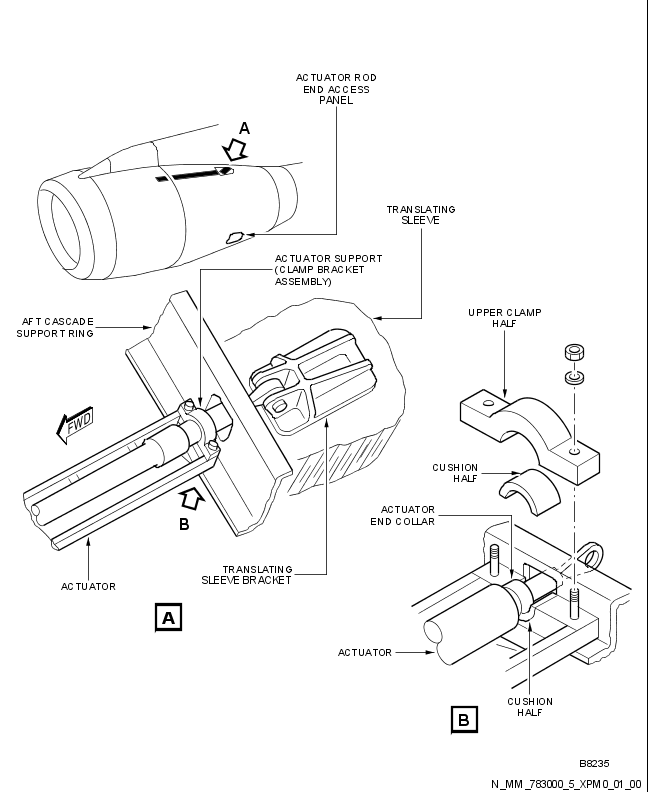 ACTUATOR ROD
END ACCESS
PANEL
A
TRANSLATING
SLEEVE
ACTUATOR SUPPORT
(CLAMP BRACKET
ASSEMBLY)
AFT CASCADE
SUPPORT RING
UPPER CLAMP
HALF
FWD
CUSHION
HALF
B
ACTUATOR
END COLLAR
ACTUATOR
TRANSLATING
SLEEVE BRACKET
A
ACTUATOR
CUSHION
HALF
B
B8235
N_MM_783000_5_XPM0_01_00